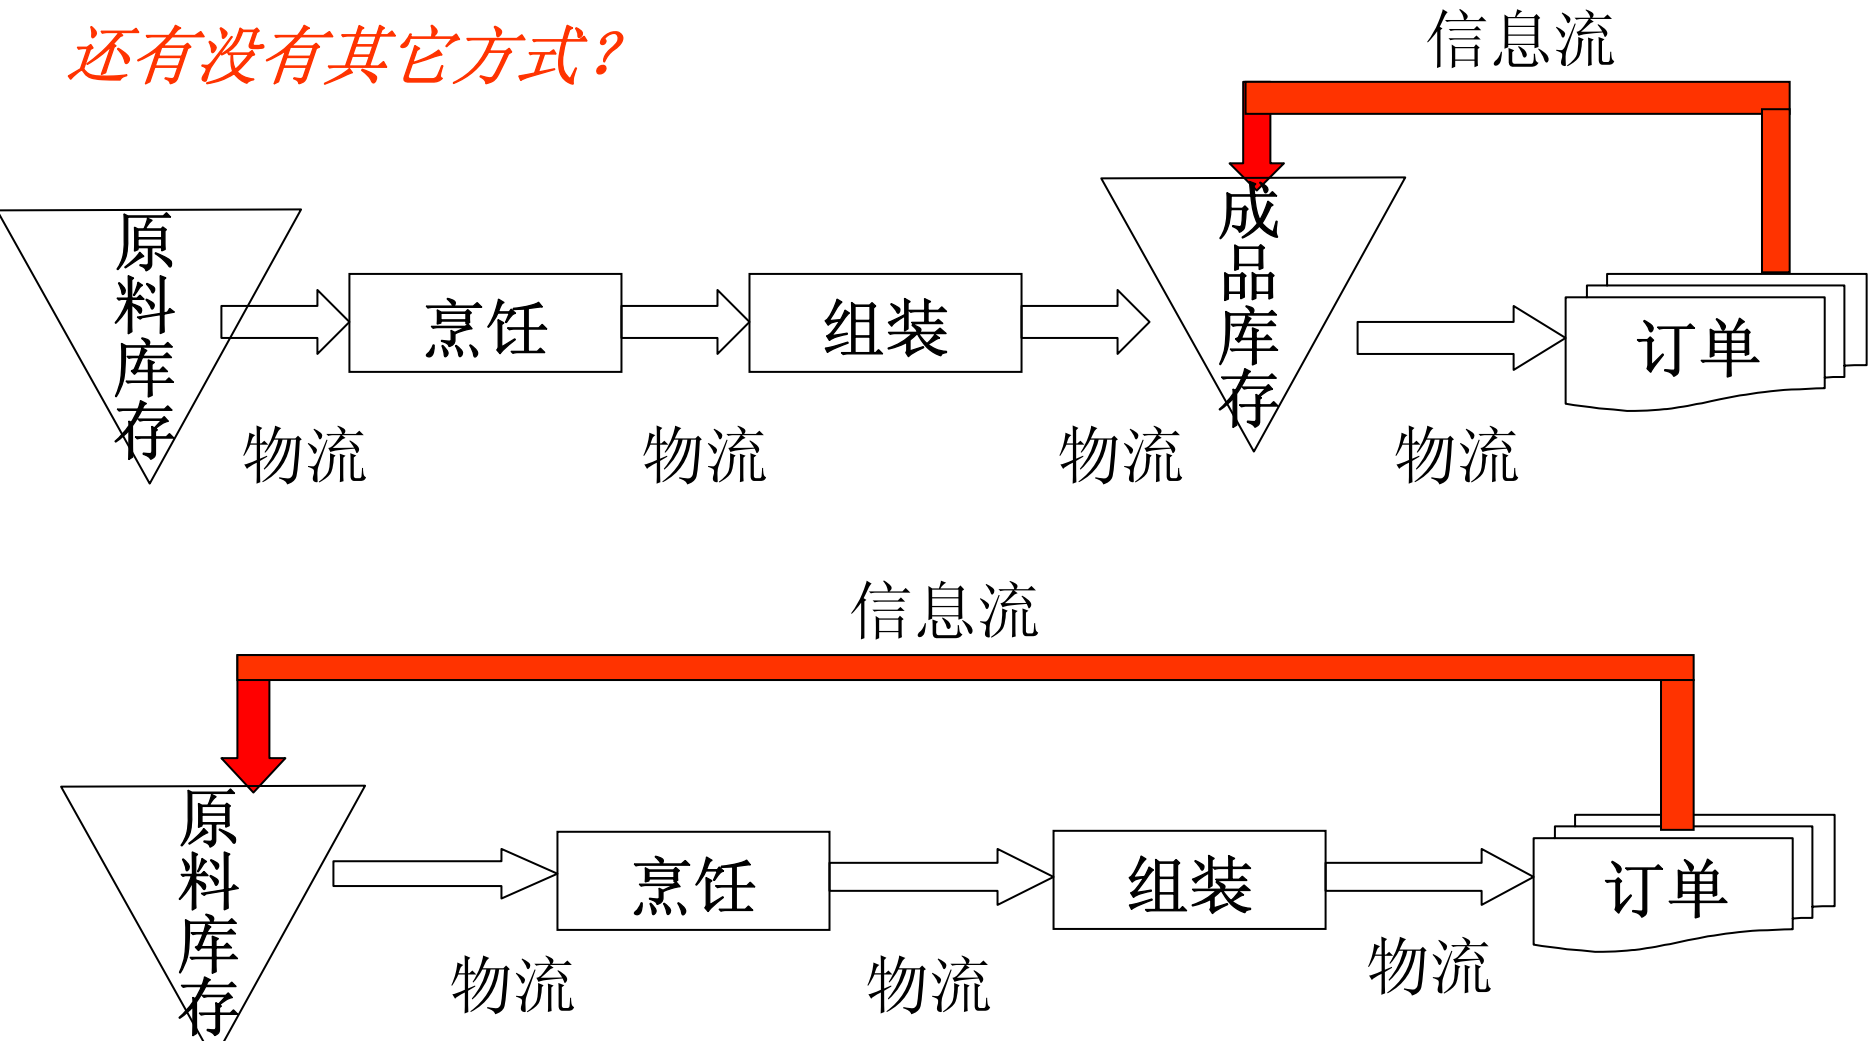 还有没有其它方式?
信息流
原料库存
烹饪
组装
成品库存
订单
物流
物流
物流
物流
信息流
原料库存
烹饪
组装
订单
物流
物流
物流